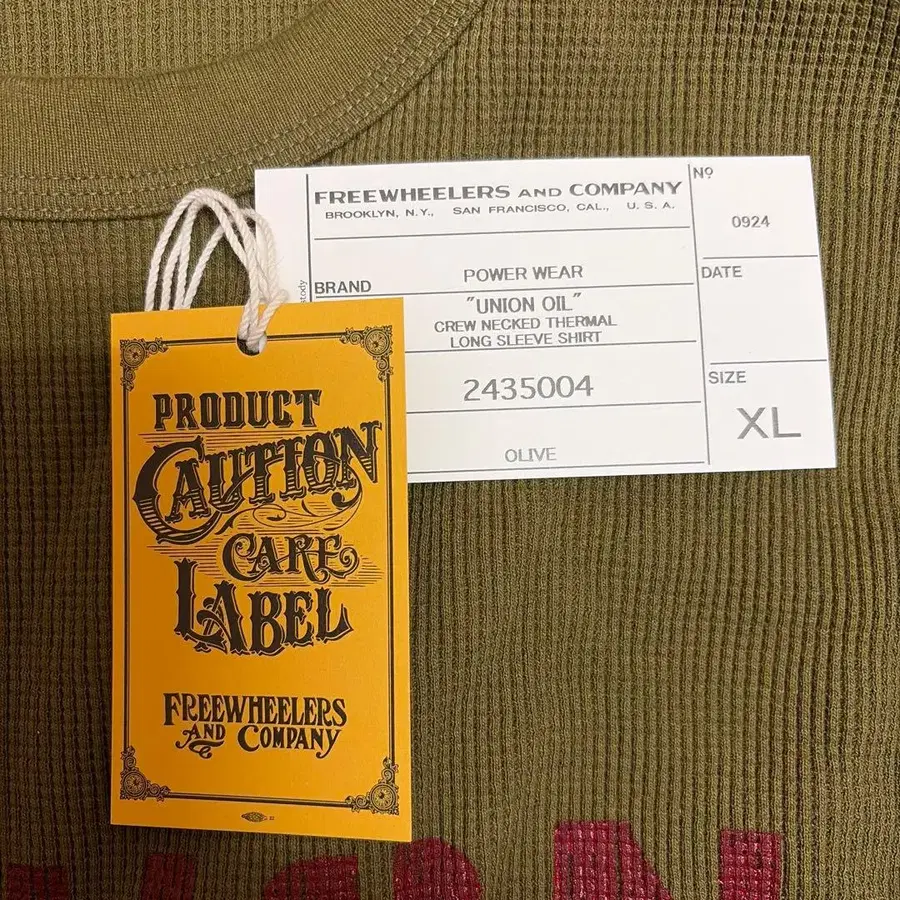 FREEWHEELERS AND COMPANY
BROOKLYN, N.Y., SAN FRANCISCO, CAL., U.S.A.
Nº
0924
BRAND
POWER WEAR
DATE
"UNION OIL"
CREW NECKED THERMAL
LONG SLEEVE SHIRT
2435004
SIZE
XL
OLIVE
PRODUCT
CAUTION
CARE
LABEL
FREEWHEELERS
AND COMPANY